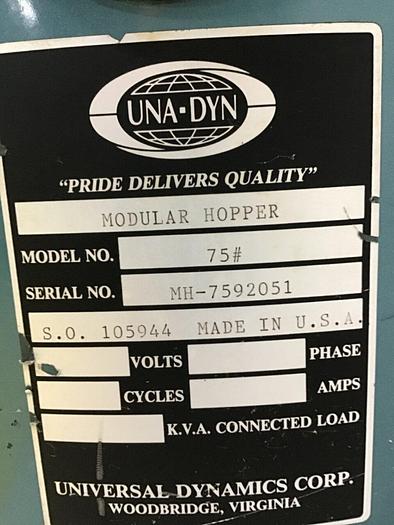 UNA-DYN
"PRIDE DELIVERS QUALITY"
MODULAR HOPPER
MODEL NO. 75#
SERIAL NO. MH-7592051
S.O. 105944 MADE IN U.S.A.
VOLTS PHASE
CYCLES AMPS
K.V.A. CONNECTED LOAD
UNIVERSAL DYNAMICS CORP.
WOODBRIDGE, VIRGINIA